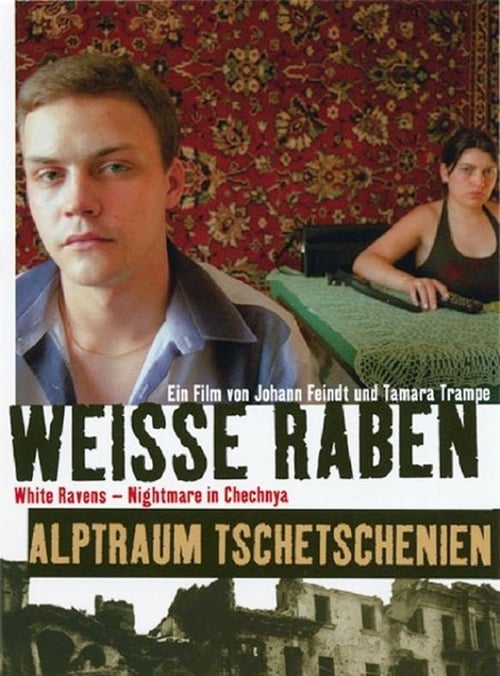 Ein Film von Johann Feindt und Tamara Trampe
WEISSE RABEN
White Ravens – Nightmare in Chechnya
ALPTRAUM TSCHETSCHENIEN